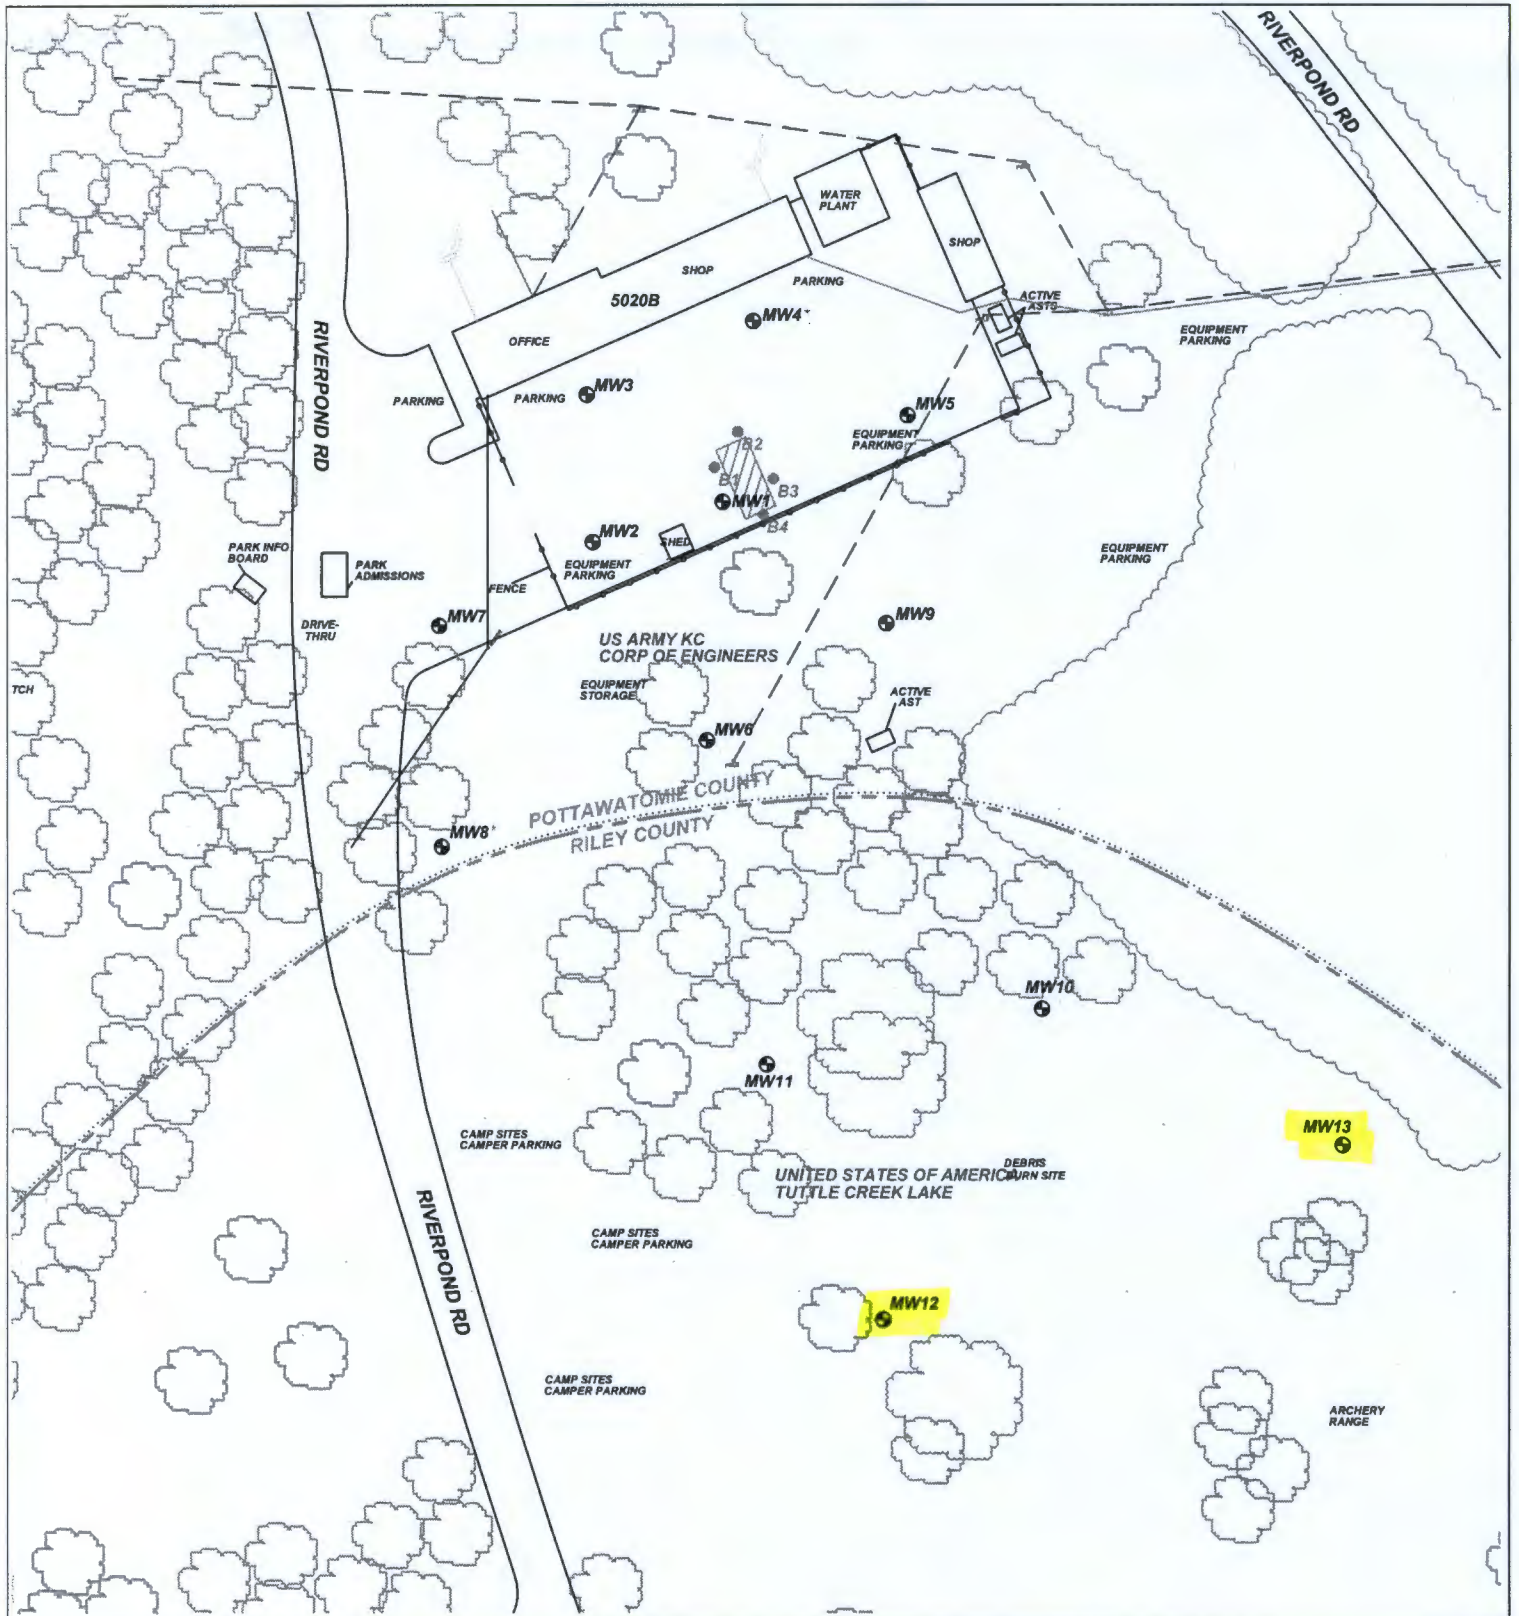 RIVERPOND RD
WATER
PLANT
SHOP
SHOP
PARKING
5020B
ACTIVE
ASTS
MW4*
EQUIPMENT
PARKING
OFFICE
RIVERPOND RD
MW3
PARKING
PARKING
MW5
EQUIPMENT
PARKING
B2
B1
B3
MW1
B4
MW2
SHED
PARK INFO
BOARD
PARK
ADMISSIONS
EQUIPMENT
PARKING
EQUIPMENT
PARKING
FENCE
MW7
DRIVE-
THRU
MW9
US ARMY KC
CORP OF ENGINEERS
TCH
EQUIPMENT
STORAGE
ACTIVE
AST
MW6
POTTAWATOMIE COUNTY
RILEY COUNTY
MW8*
MW10
MW11
MW13
CAMP SITES
CAMPER PARKING
DEBRIS
BURN SITE
UNITED STATES OF AMERICA
TUTTLE CREEK LAKE
RIVERPOND RD
CAMP SITES
CAMPER PARKING
MW12
CAMP SITES
CAMPER PARKING
ARCHERY
RANGE